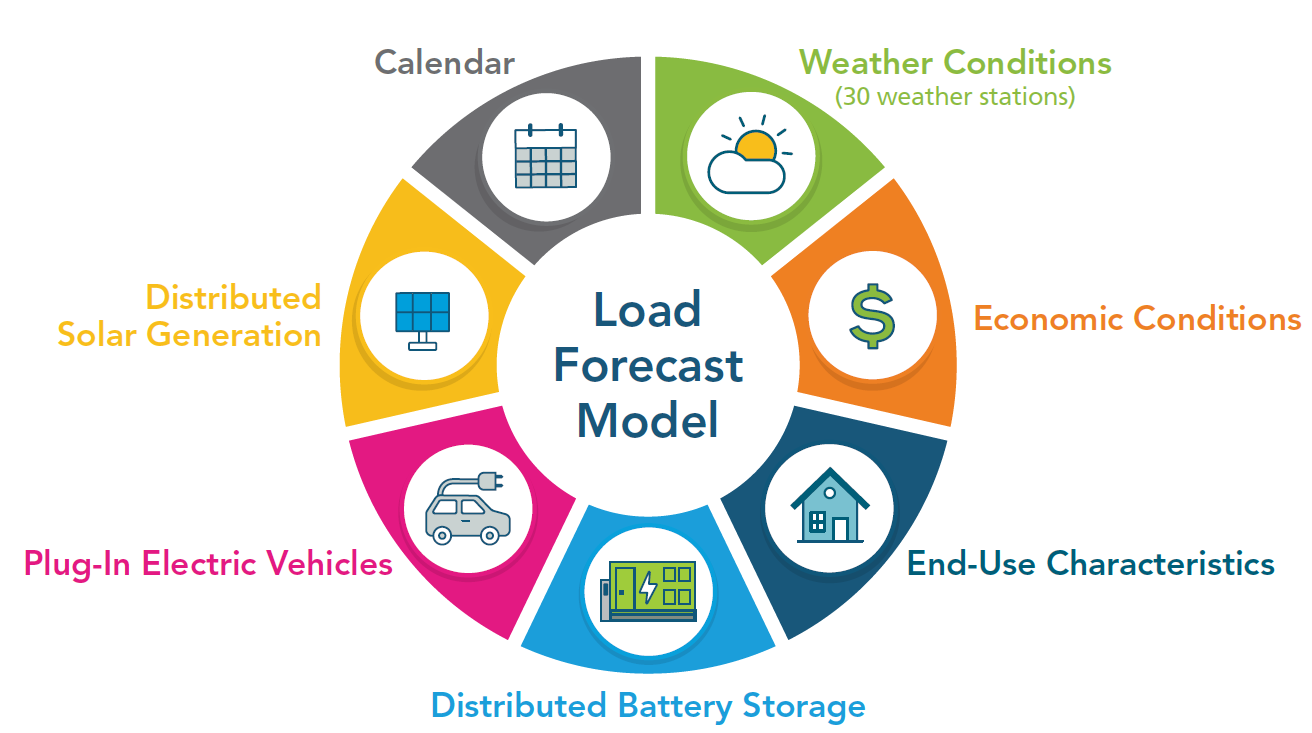 Calendar
Weather Conditions
(30 weather stations)
Distributed
Solar Generation
Load
Forecast
Model
Economic Conditions
Plug-In Electric Vehicles
End-Use Characteristics
Distributed Battery Storage